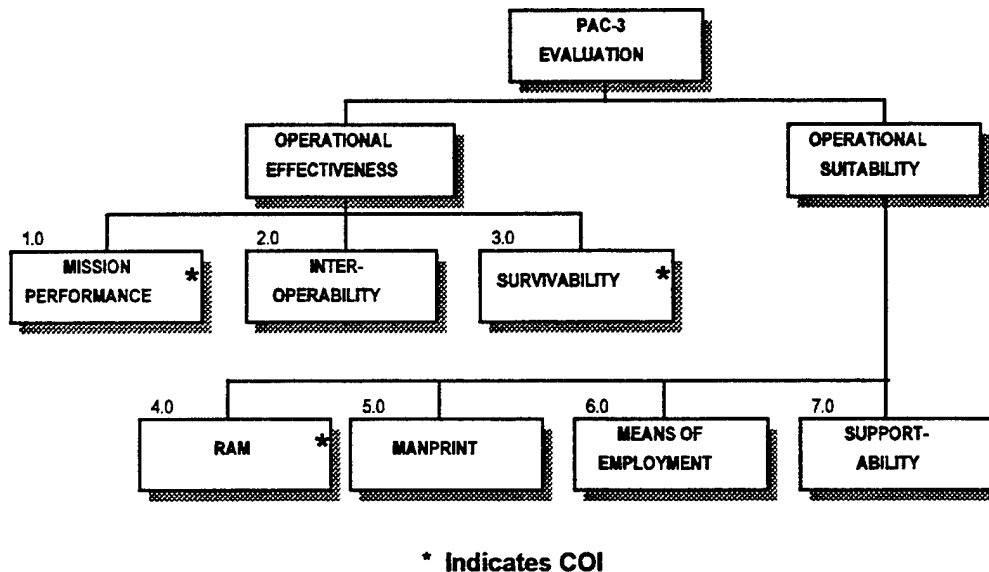 PAC-3
EVALUATION
OPERATIONAL
EFFECTIVENESS
OPERATIONAL
SUITABILITY
1.0
MISSION
PERFORMANCE *
2.0
INTER-
OPERABILITY
3.0
SURVIVABILITY *
4.0
RAM *
5.0
MANPRINT
6.0
MEANS OF
EMPLOYMENT
7.0
SUPPORT-
ABILITY
* Indicates COI